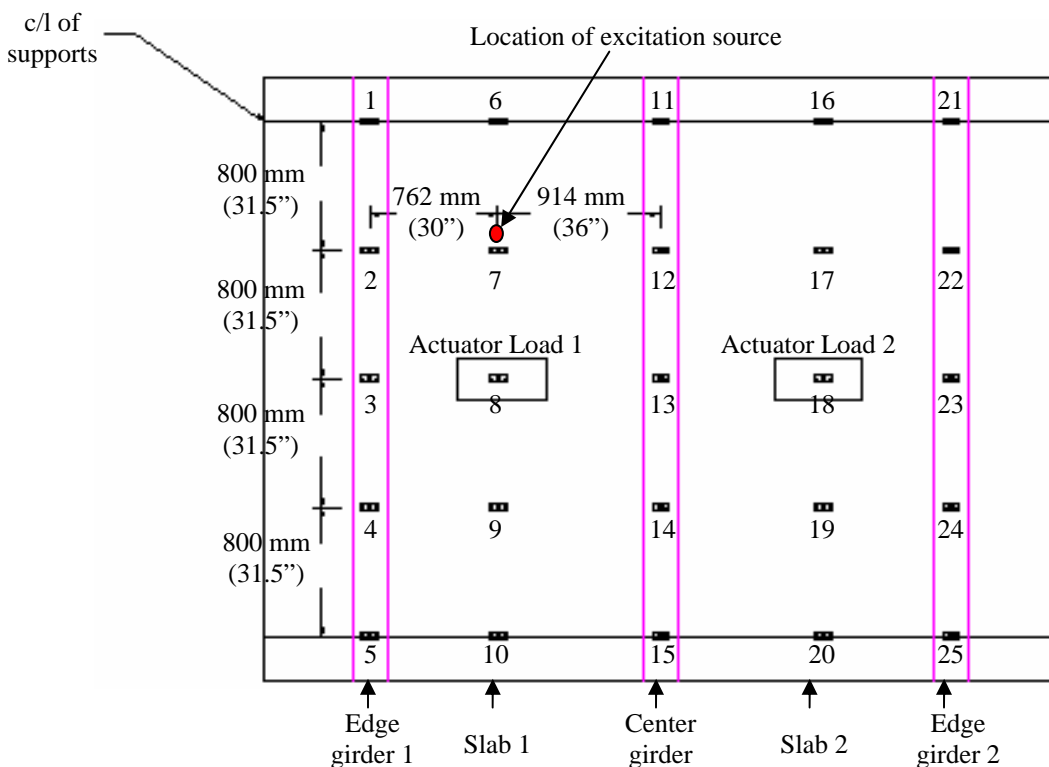 c/l of
supports
Location of excitation source
1 6 11 16 21
800 mm
(31.5”)
762 mm
(30”)
914 mm
(36”)
2 7 12 17 22
800 mm
(31.5”)
Actuator Load 1
Actuator Load 2
3 8 13 18 23
800 mm
(31.5”)
4 9 14 19 24
800 mm
(31.5”)
5 10 15 20 25
Edge
girder 1
Slab 1
Center
girder
Slab 2
Edge
girder 2